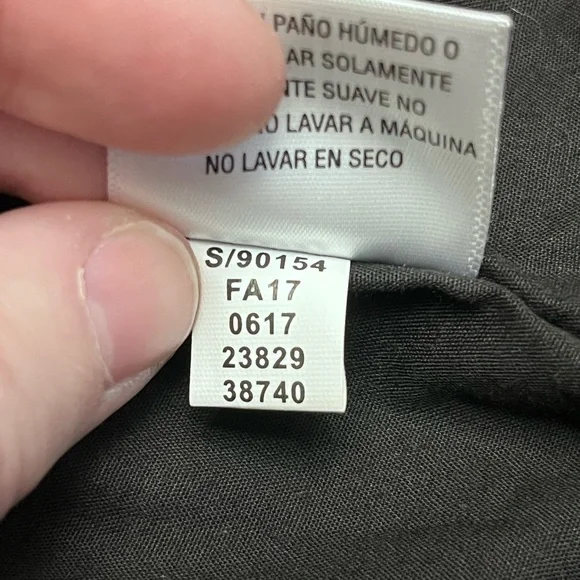 PAÑO HÚMEDO O
AR SOLAMENTE
NTE SUAVE NO
O LAVAR A MÁQUINA
NO LAVAR EN SECO
S/90154
FA17
0617
23829
38740